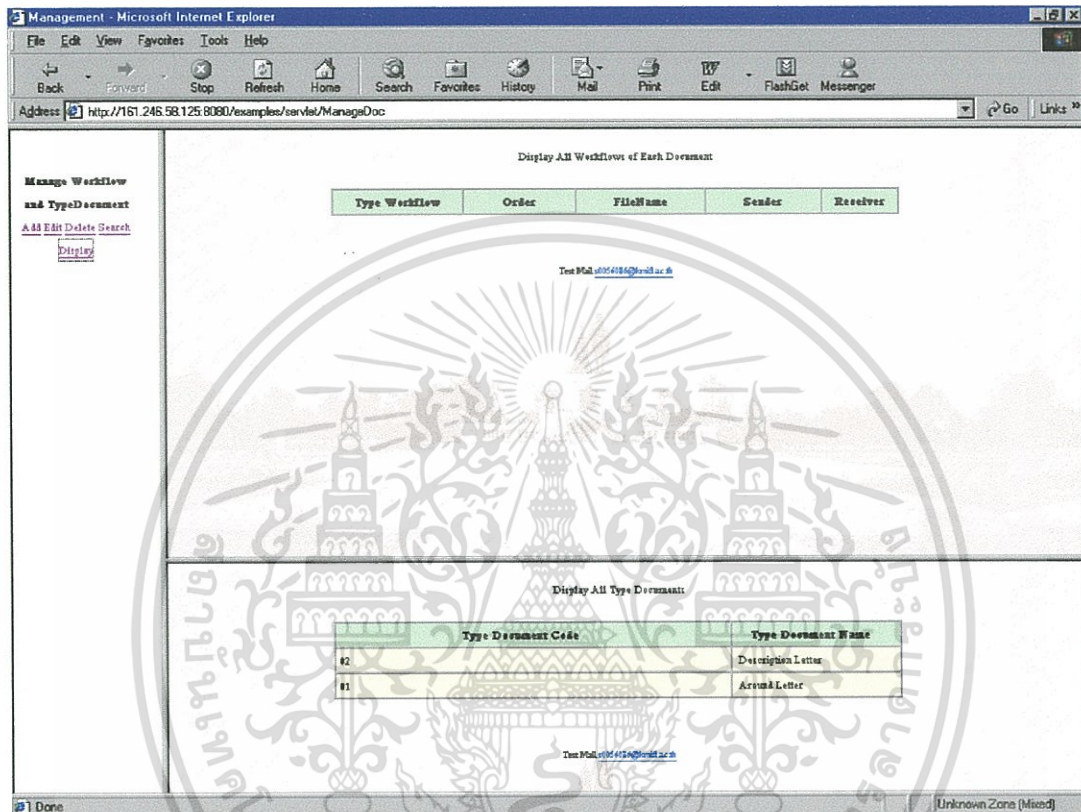 Management - Microsoft Internet Explorer
File Edit View Favorites Tools Help
Back Forward Stop Refresh Home Search Favorites History Mail Print Edit FlashGet Messenger
Address http://161.246.58.125:8080/examples/servlet/ManageDoc Go Links »
Manage Workflow
and TypeDocument
Add Edit Delete Search
Display
Display All Workflows of Each Document
Type Workflow Order FileName Sender Receiver
Test Mail
Display All Type Documents
Type Document Code Type Document Name
02 Description Letter
01 Around Letter
Test Mail
Done Unknown Zone (Mixed)